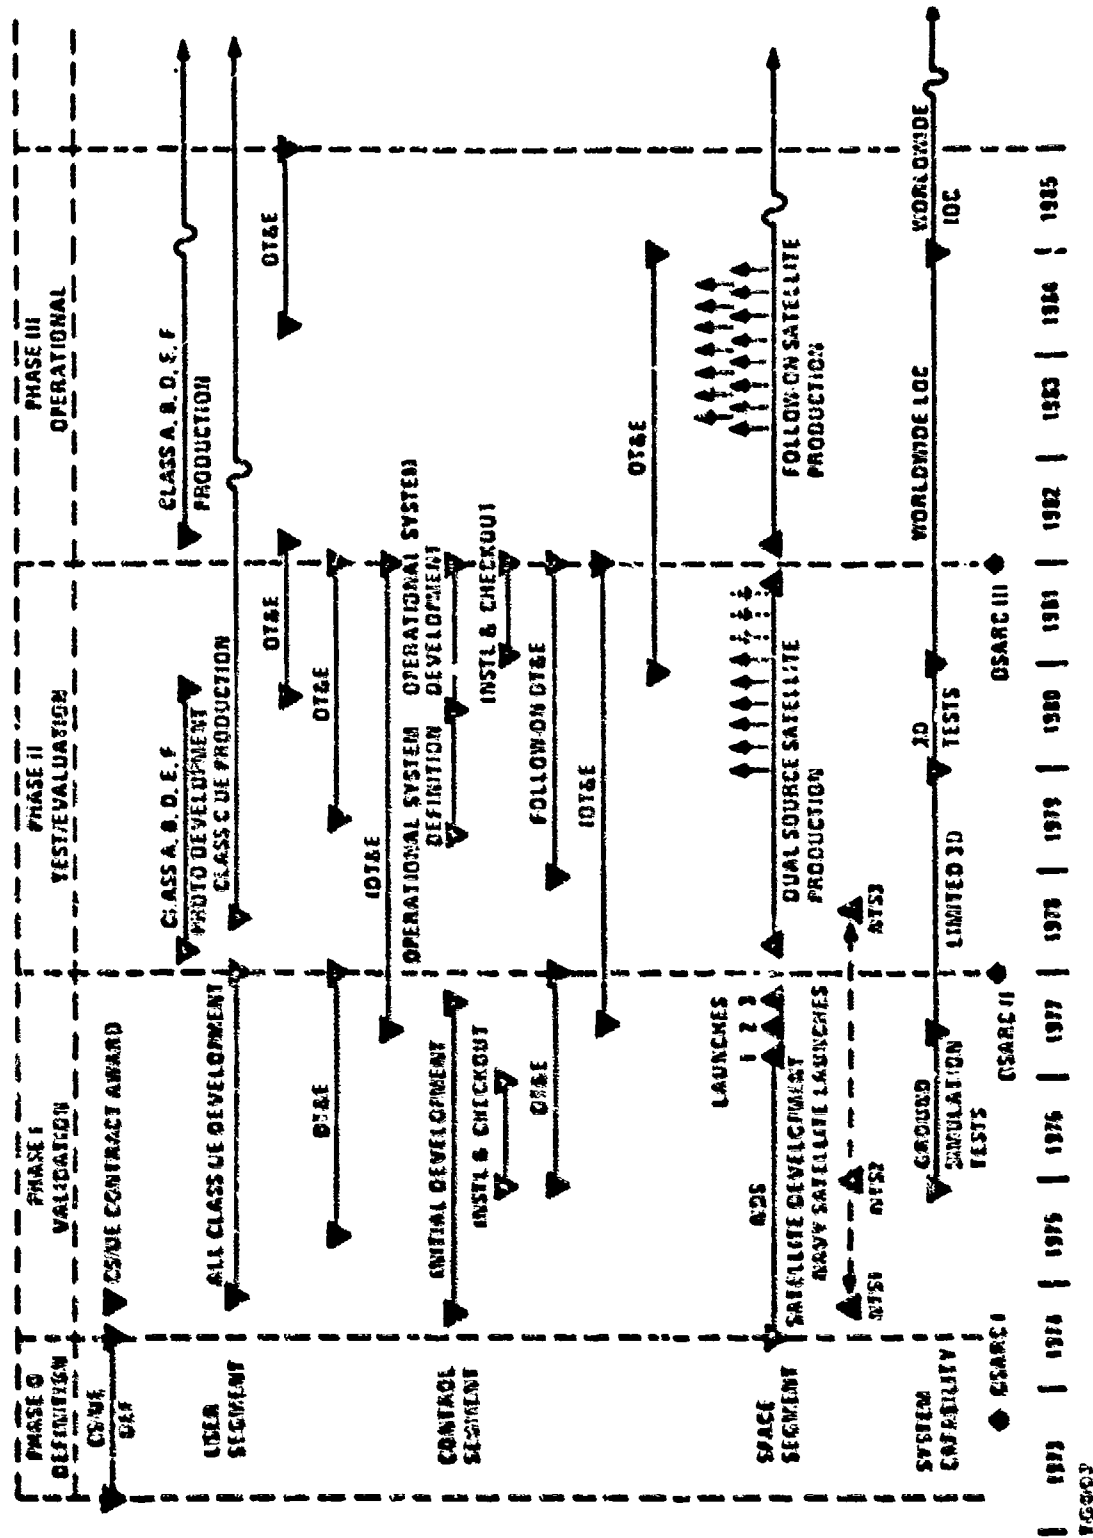 PHASE 0
DEFINITION
PHASE I
VALIDATION
PHASE II
TEST/EVALUATION
PHASE III
OPERATIONAL
CS/UE
DEF
CS/UE CONTRACT AWARD
USER
SEGMENT
ALL CLASS UE DEVELOPMENT
CLASS A, B, D, E, F
PROTO DEVELOPMENT
CLASS C UE PRODUCTION
CLASS A, B, D, E, F
PRODUCTION
OT&E
OT&E
DT&E
OT&E
IOT&E
CONTROL
SEGMENT
INITIAL DEVELOPMENT
INSTL & CHECKOUT
OPERATIONAL SYSTEM
DEFINITION
OPERATIONAL SYSTEM
DEVELOPMENT
INSTL & CHECKOUT
DT&E
FOLLOW-ON OT&E
IOT&E
OT&E
SPACE
SEGMENT
LAUNCHES
1 2 3
NDS
SATELLITE DEVELOPMENT
NAVY SATELLITE LAUNCHES
DUAL SOURCE SATELLITE
PRODUCTION
FOLLOW-ON SATELLITE
PRODUCTION
NTS1
NTS2
NTS3
SYSTEM
CAPABILITY
GROUND
SIMULATION
TESTS
LIMITED 3D
TESTS
WORLDWIDE LOC
WORLDWIDE
IOC
DSARC I
DSARC II
DSARC III
1973
1974
1975
1976
1977
1978
1979
1980
1981
1982
1983
1984
1985